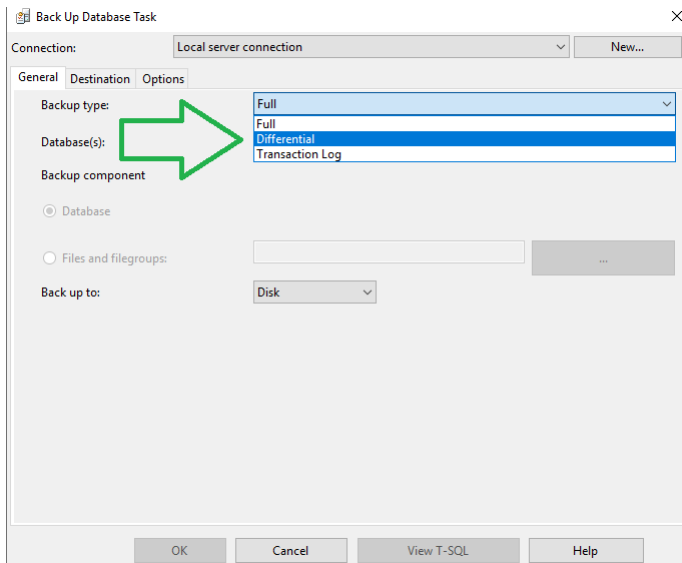 Back Up Database Task
Connection: Local server connection New...
General Destination Options
Backup type: Full
Full
Differential
Database(s):
Transaction Log
Backup component
Database
Files and filegroups: ...
Back up to: Disk
OK Cancel View T-SQL Help